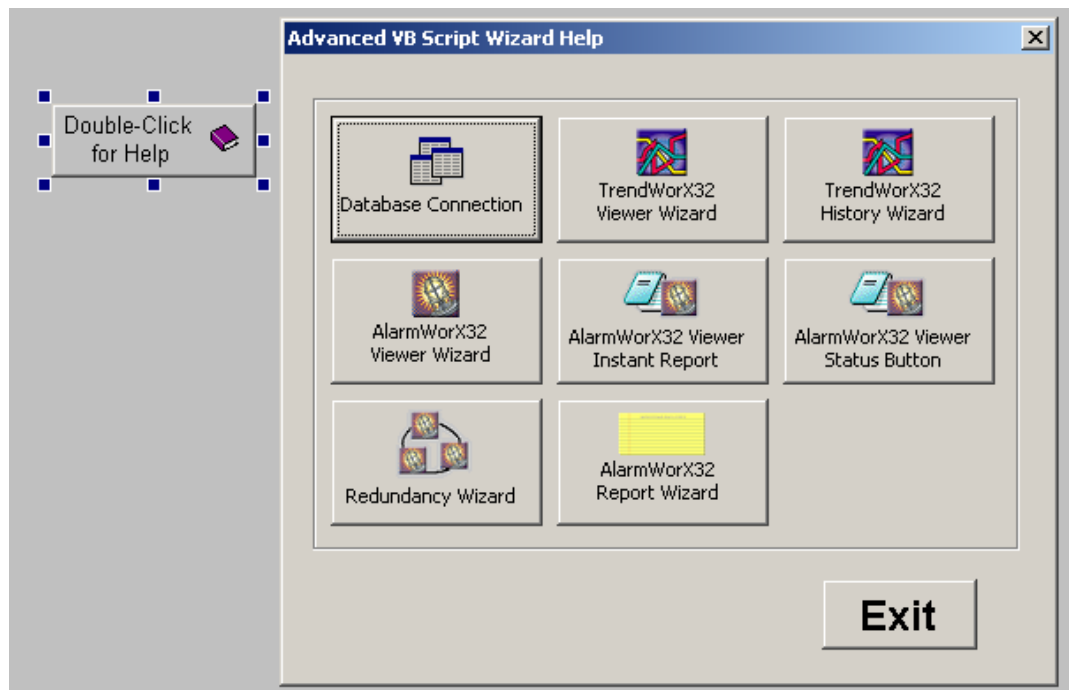 Advanced VB Script Wizard Help
Double-Click
for Help
Database Connection
TrendWorX32
Viewer Wizard
TrendWorX32
History Wizard
AlarmWorX32
Viewer Wizard
AlarmWorX32 Viewer
Instant Report
AlarmWorX32 Viewer
Status Button
Redundancy Wizard
AlarmWorX32
Report Wizard
Exit